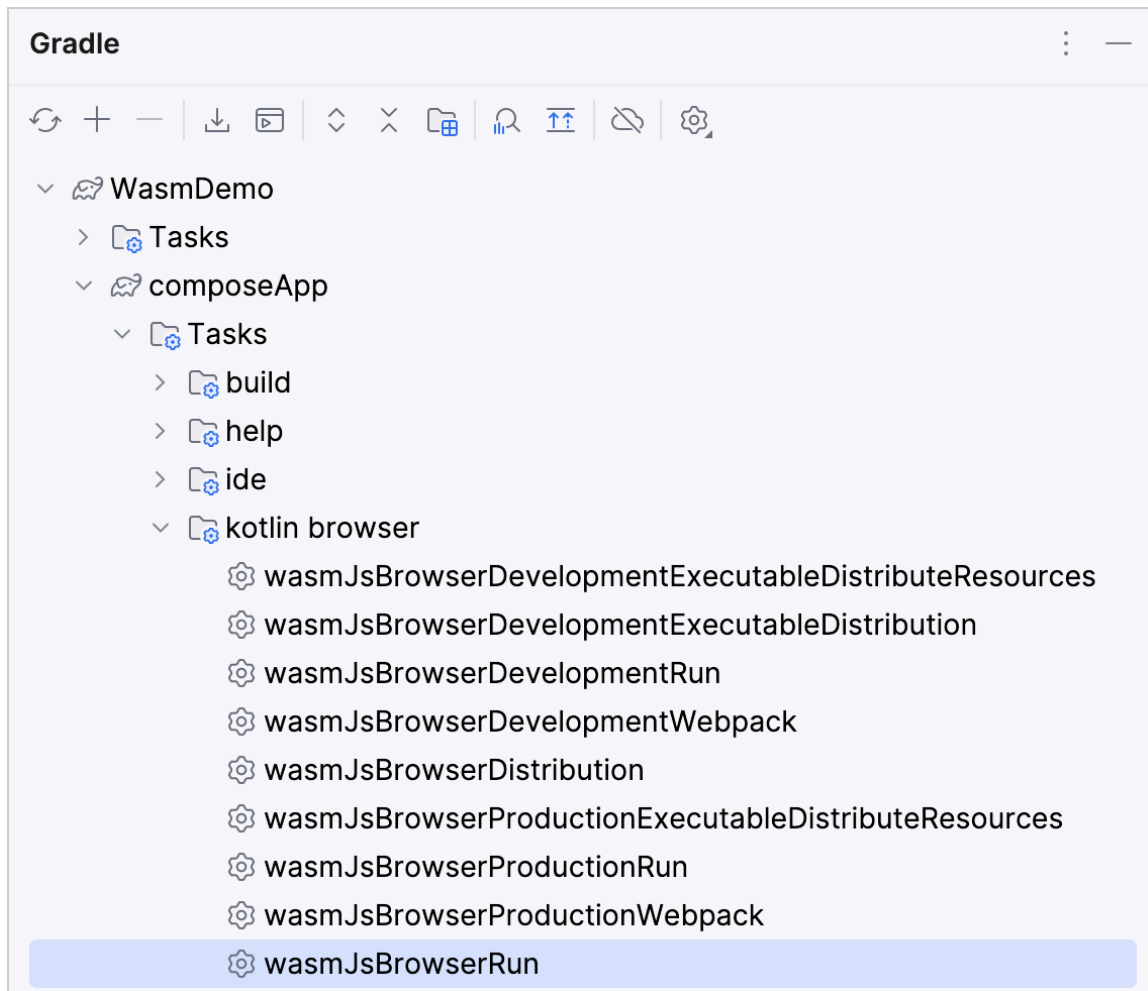 Gradle
WasmDemo
Tasks
composeApp
Tasks
build
help
ide
kotlin browser
wasmJsBrowserDevelopmentExecutableDistributeResources
wasmJsBrowserDevelopmentExecutableDistribution
wasmJsBrowserDevelopmentRun
wasmJsBrowserDevelopmentWebpack
wasmJsBrowserDistribution
wasmJsBrowserProductionExecutableDistributeResources
wasmJsBrowserProductionRun
wasmJsBrowserProductionWebpack
wasmJsBrowserRun